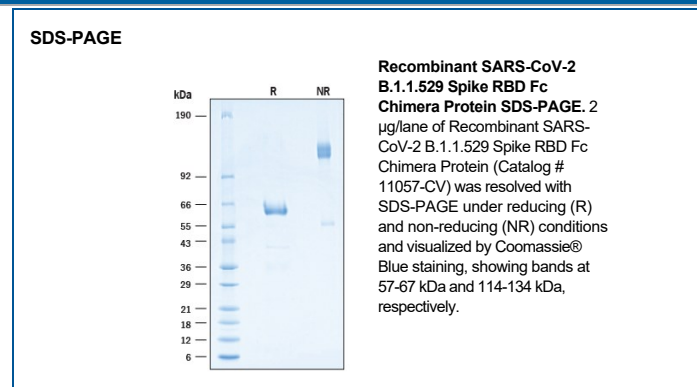 SDS-PAGE
kDa
R
NR
190
92
66
55
43
36
29
21
18
12
6
Recombinant SARS-CoV-2
B.1.1.529 Spike RBD Fc
Chimera Protein SDS-PAGE. 2
μg/lane of Recombinant SARS-
CoV-2 B.1.1.529 Spike RBD Fc
Chimera Protein (Catalog #
11057-CV) was resolved with
SDS-PAGE under reducing (R)
and non-reducing (NR) conditions
and visualized by Coomassie®
Blue staining, showing bands at
57-67 kDa and 114-134 kDa,
respectively.